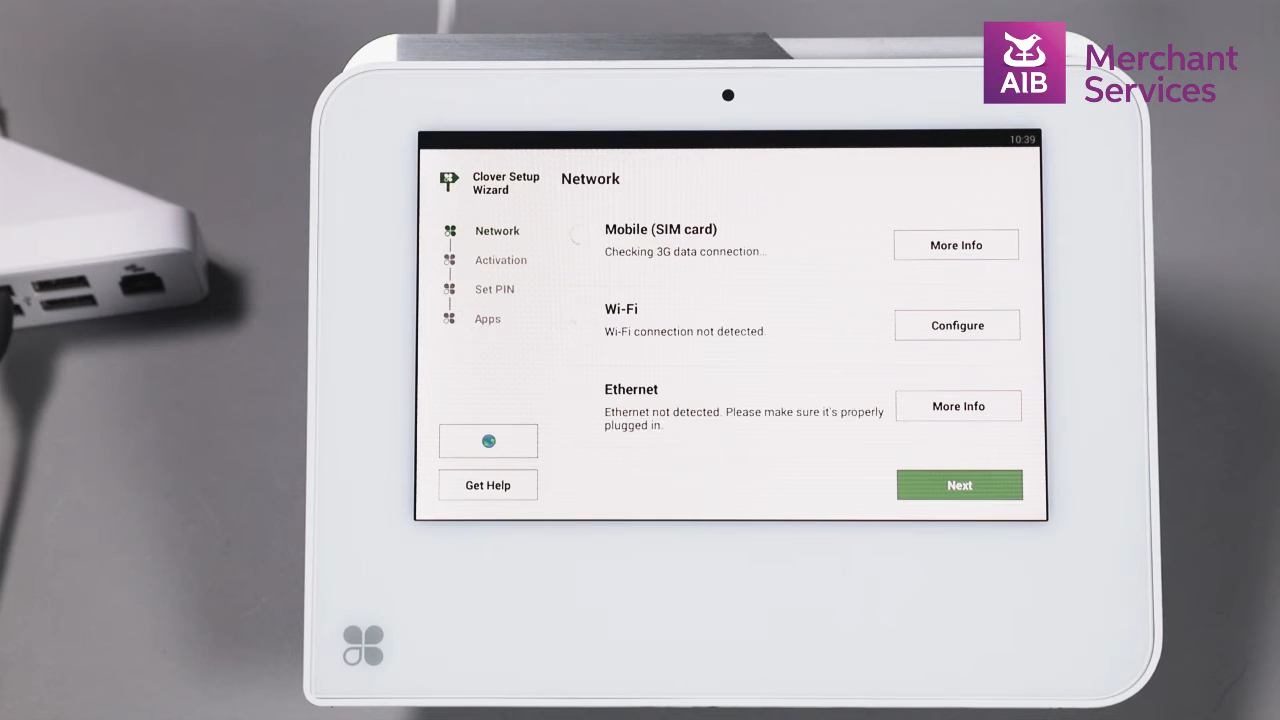 AIB
Merchant
Services
10:39
Clover Setup
Wizard
Network
Activation
Set PIN
Apps
Get Help
Network
Mobile (SIM card)
Checking 3G data connection...
More Info
Wi-Fi
Wi-Fi connection not detected.
Configure
Ethernet
Ethernet not detected. Please make sure it's properly
plugged in.
More Info
Next